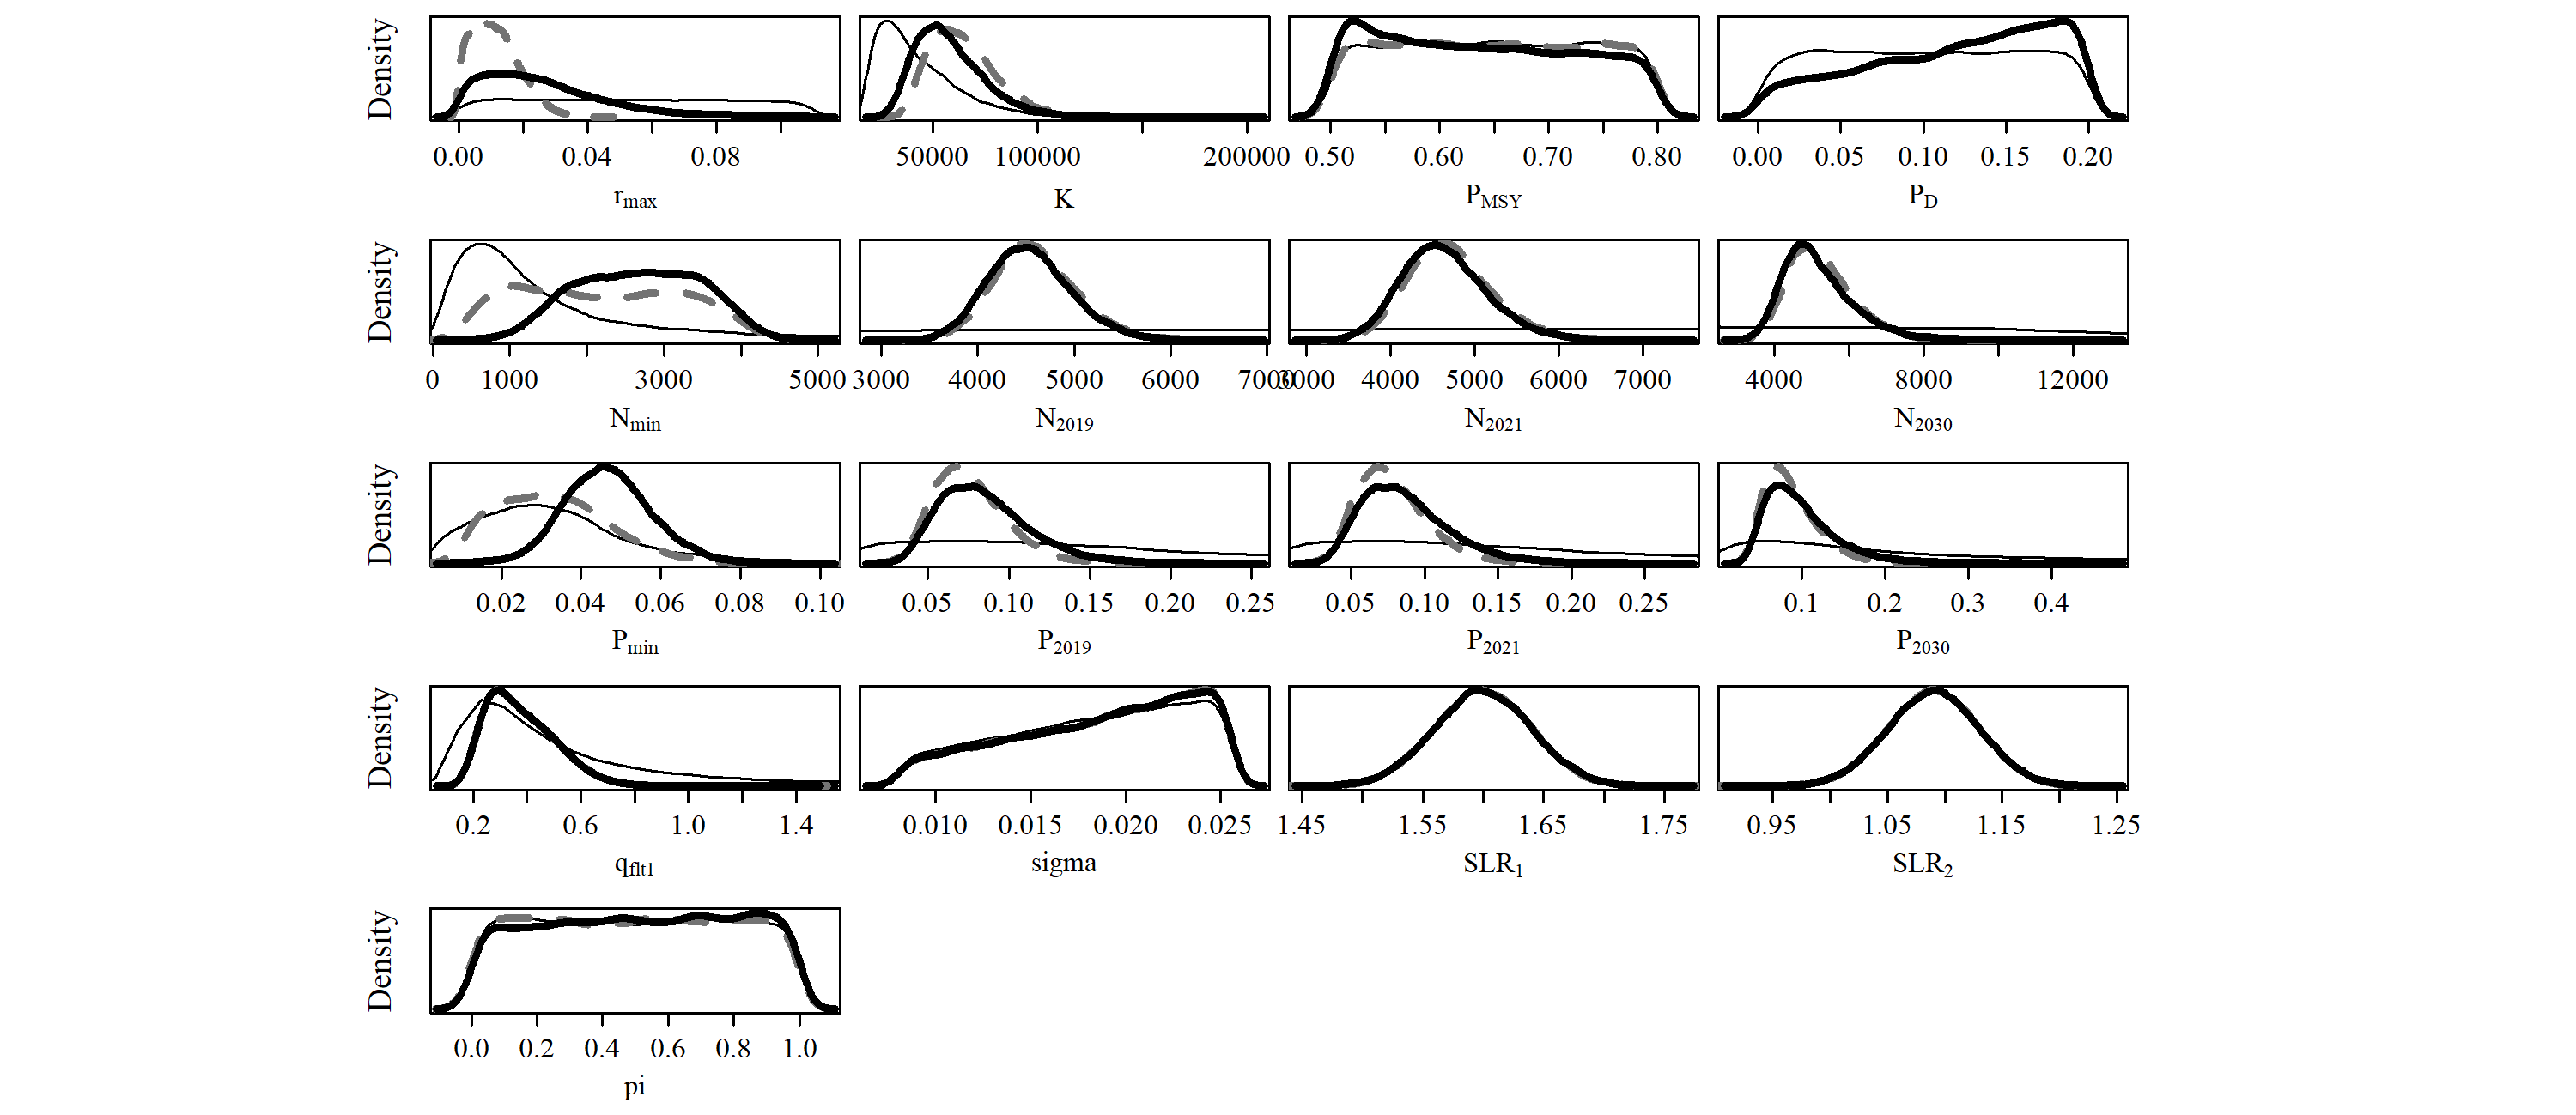 Density
0.00 0.04 0.08 50000 100000 200000 0.50 0.60 0.70 0.80 0.00 0.05 0.10 0.15 0.20
rmax K PMSY PD
Density
0 1000 3000 5000 3000 4000 5000 6000 7000 3000 4000 5000 6000 7000 4000 8000 12000
Nmin N2019 N2021 N2030
Density
0.02 0.04 0.06 0.08 0.10 0.05 0.10 0.15 0.20 0.25 0.05 0.10 0.15 0.20 0.25 0.1 0.2 0.3 0.4
Pmin P2019 P2021 P2030
Density
0.2 0.6 1.0 1.4 0.010 0.015 0.020 0.025 1.45 1.55 1.65 1.75 0.95 1.05 1.15 1.25
qflt1 sigma SLR1 SLR2
Density
0.0 0.2 0.4 0.6 0.8 1.0
pi